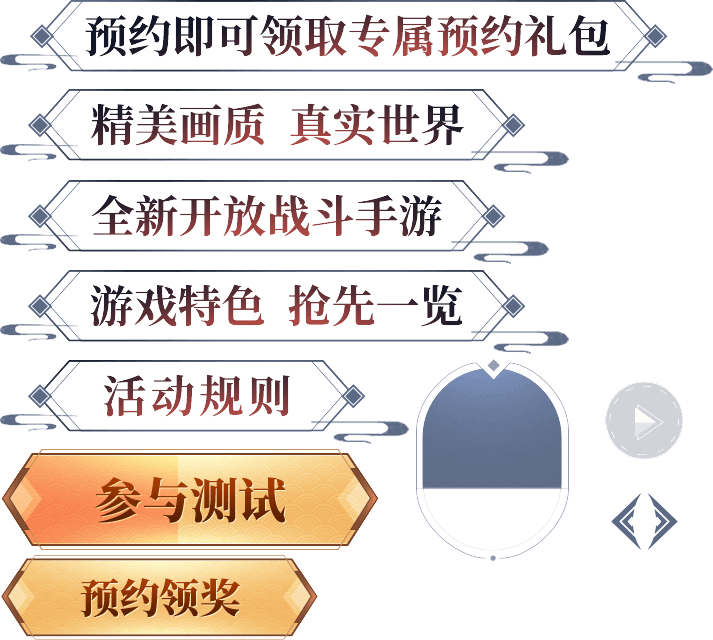 预约即可领取专属预约礼包
精美画质 真实世界
全新开放战斗手游
游戏特色 抢先一览
活动规则
参与测试
预约领奖